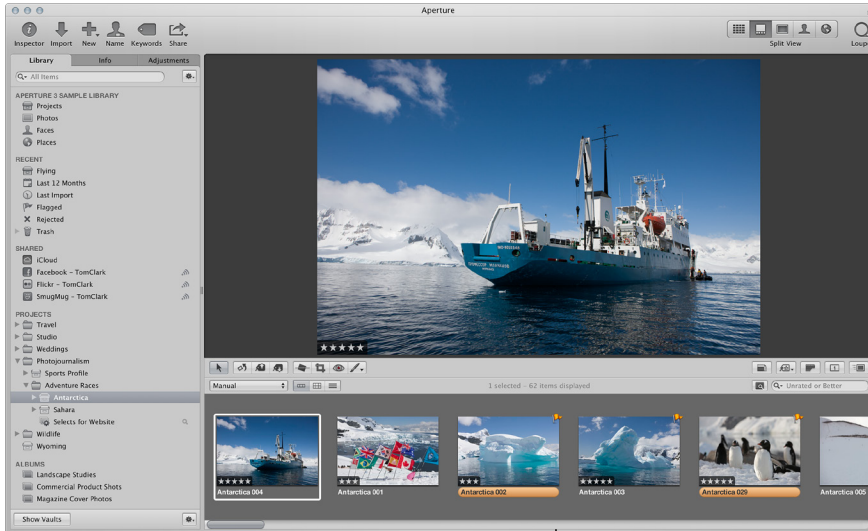 Aperture
Inspector Import New Name Keywords Share
Split View
Loupe
Library Info Adjustments
All Items
APERTURE 3 SAMPLE LIBRARY
Projects
Photos
Faces
Places
RECENT
Flying
Last 12 Months
Last Import
Flagged
Rejected
Trash
SHARED
iCloud
Facebook - TomClark
Flickr - TomClark
SmugMug - TomClark
PROJECTS
Travel
Studio
Weddings
Photojournalism
Sports Profile
Adventure Races
Antarctica
Sahara
Selects for Website
Wildlife
Wyoming
ALBUMS
Landscape Studies
Commercial Product Shots
Magazine Cover Photos
Show Vaults
Manual
1 selected - 62 items displayed
Unrated or Better
Antarctica 004
Antarctica 001
Antarctica 002
Antarctica 003
Antarctica 029
Antarctica 005